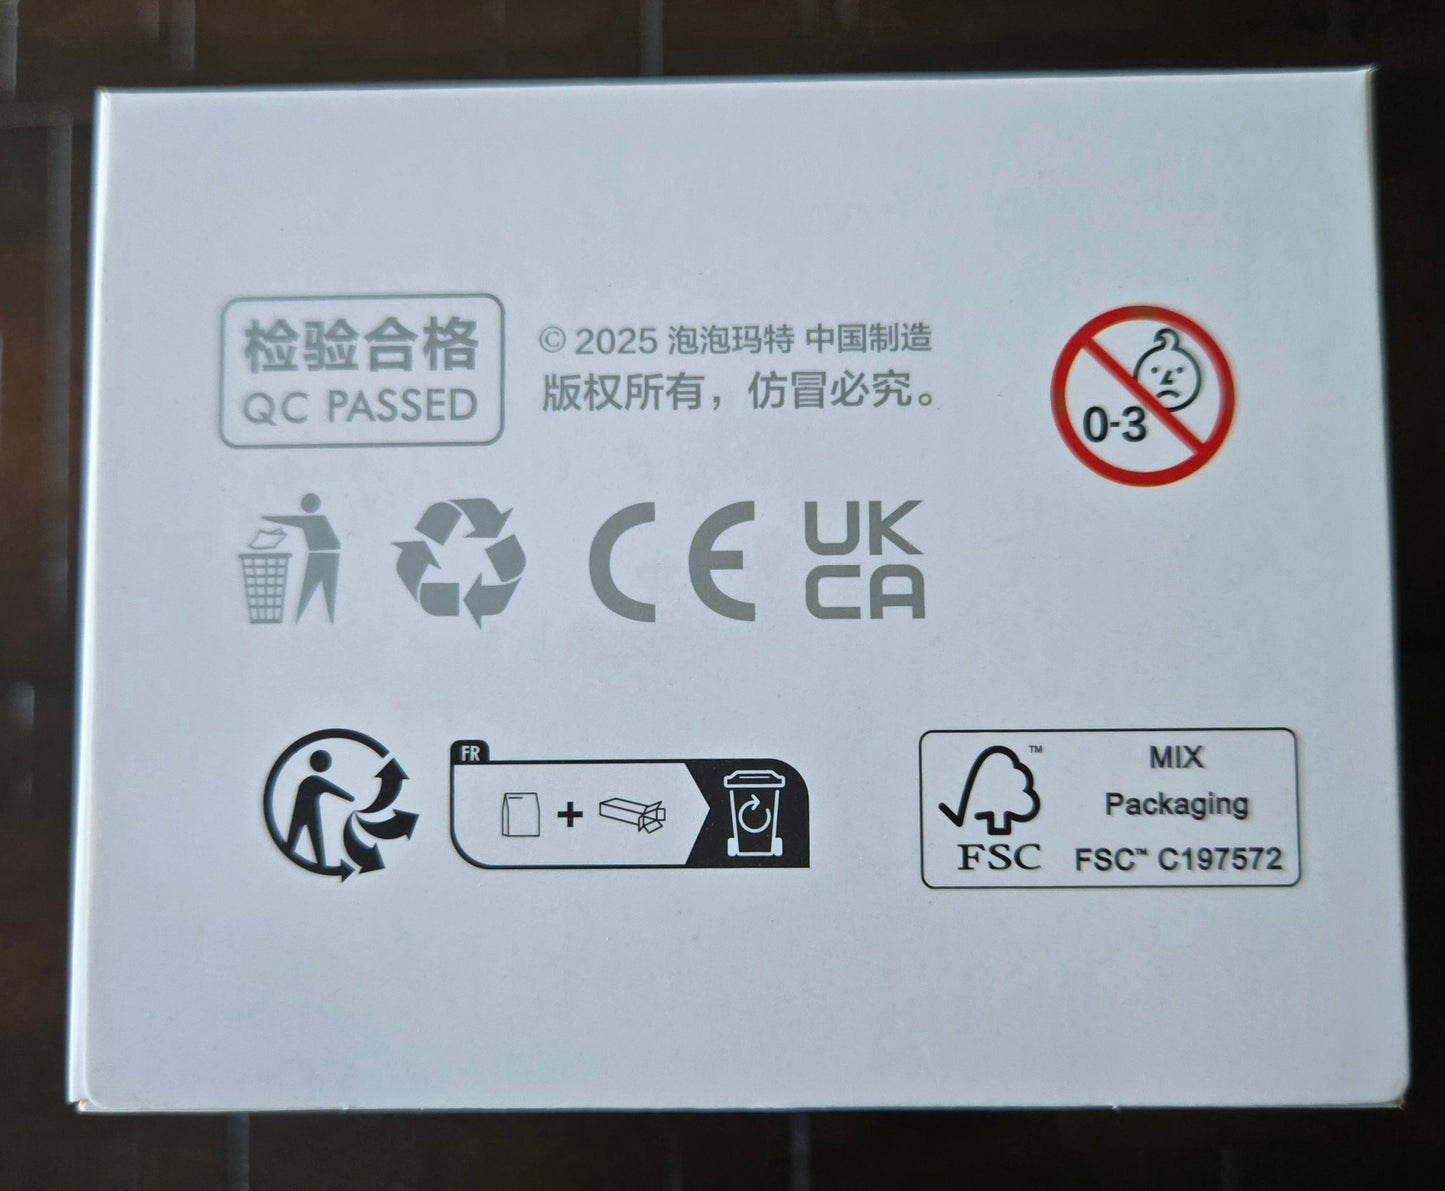 检验合格
QC PASSED
© 2025 泡泡玛特 中国制造
版权所有，仿冒必究。
0-3
CE
UK
CA
FR
™
MIX
Packaging
FSC
FSC™ C197572